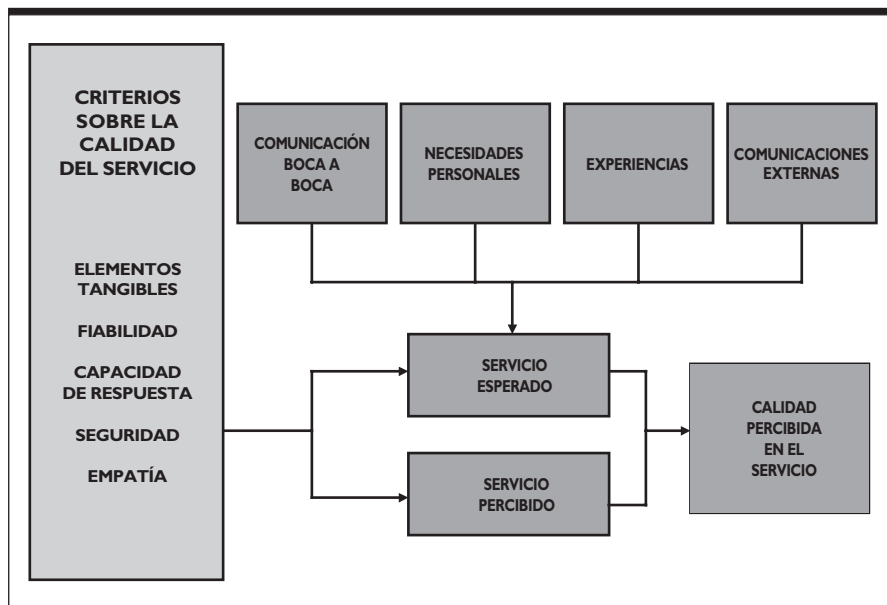 CRITERIOS
SOBRE LA
CALIDAD
DEL SERVICIO
ELEMENTOS
TANGIBLES
FIABILIDAD
CAPACIDAD
DE RESPUESTA
SEGURIDAD
EMPATÍA
COMUNICACIÓN
BOCA A
BOCA
NECESIDADES
PERSONALES
EXPERIENCIAS
COMUNICACIONES
EXTERNAS
SERVICIO
ESPERADO
SERVICIO
PERCIBIDO
CALIDAD
PERCIBIDA
EN EL
SERVICIO